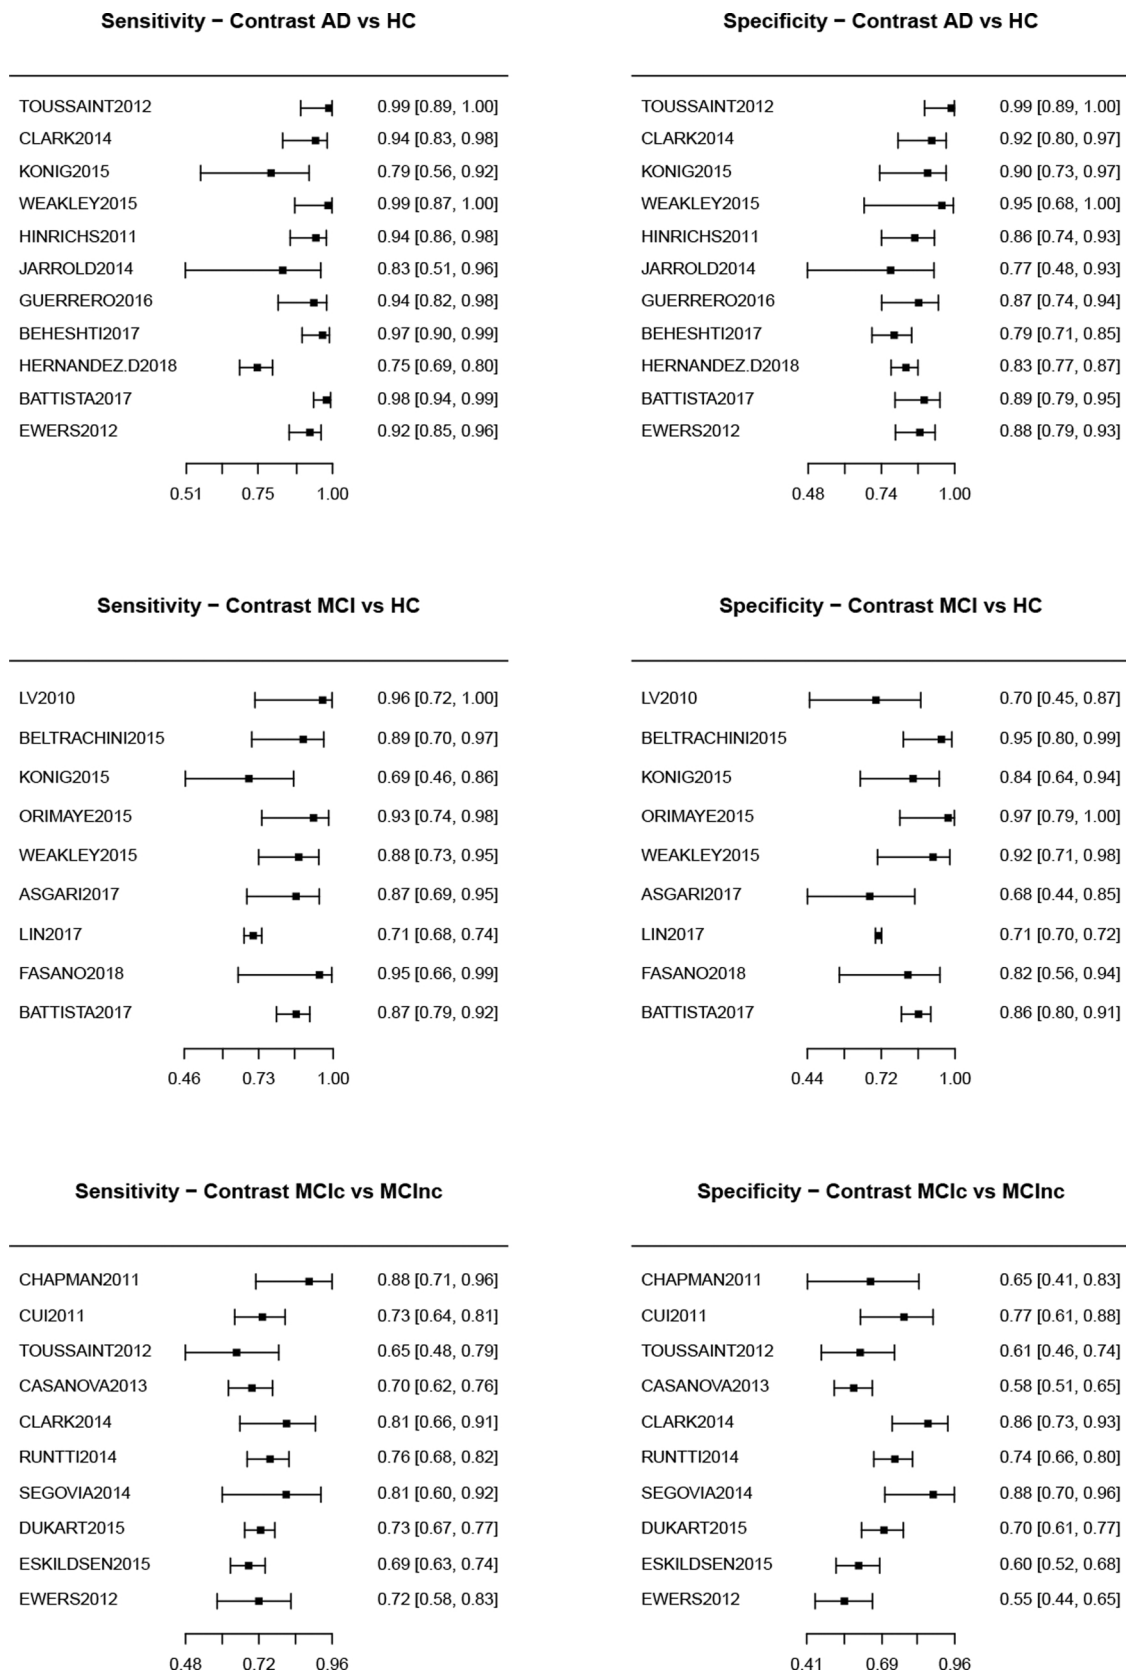 Sensitivity − Contrast AD vs HC
TOUSSAINT2012 0.99 [0.89, 1.00]
CLARK2014 0.94 [0.83, 0.98]
KONIG2015 0.79 [0.56, 0.92]
WEAKLEY2015 0.99 [0.87, 1.00]
HINRICHS2011 0.94 [0.86, 0.98]
JARROLD2014 0.83 [0.51, 0.96]
GUERRERO2016 0.94 [0.82, 0.98]
BEHESHTI2017 0.97 [0.90, 0.99]
HERNANDEZ.D2018 0.75 [0.69, 0.80]
BATTISTA2017 0.98 [0.94, 0.99]
EWERS2012 0.92 [0.85, 0.96]
0.51 0.75 1.00
Specificity − Contrast AD vs HC
TOUSSAINT2012 0.99 [0.89, 1.00]
CLARK2014 0.92 [0.80, 0.97]
KONIG2015 0.90 [0.73, 0.97]
WEAKLEY2015 0.95 [0.68, 1.00]
HINRICHS2011 0.86 [0.74, 0.93]
JARROLD2014 0.77 [0.48, 0.93]
GUERRERO2016 0.87 [0.74, 0.94]
BEHESHTI2017 0.79 [0.71, 0.85]
HERNANDEZ.D2018 0.83 [0.77, 0.87]
BATTISTA2017 0.89 [0.79, 0.95]
EWERS2012 0.88 [0.79, 0.93]
0.48 0.74 1.00
Sensitivity − Contrast MCI vs HC
LV2010 0.96 [0.72, 1.00]
BELTRACHINI2015 0.89 [0.70, 0.97]
KONIG2015 0.69 [0.46, 0.86]
ORIMAYE2015 0.93 [0.74, 0.98]
WEAKLEY2015 0.88 [0.73, 0.95]
ASGARI2017 0.87 [0.69, 0.95]
LIN2017 0.71 [0.68, 0.74]
FASANO2018 0.95 [0.66, 0.99]
BATTISTA2017 0.87 [0.79, 0.92]
0.46 0.73 1.00
Specificity − Contrast MCI vs HC
LV2010 0.70 [0.45, 0.87]
BELTRACHINI2015 0.95 [0.80, 0.99]
KONIG2015 0.84 [0.64, 0.94]
ORIMAYE2015 0.97 [0.79, 1.00]
WEAKLEY2015 0.92 [0.71, 0.98]
ASGARI2017 0.68 [0.44, 0.85]
LIN2017 0.71 [0.70, 0.72]
FASANO2018 0.82 [0.56, 0.94]
BATTISTA2017 0.86 [0.80, 0.91]
0.44 0.72 1.00
Sensitivity − Contrast MCIc vs MCInc
CHAPMAN2011 0.88 [0.71, 0.96]
CUI2011 0.73 [0.64, 0.81]
TOUSSAINT2012 0.65 [0.48, 0.79]
CASANOVA2013 0.70 [0.62, 0.76]
CLARK2014 0.81 [0.66, 0.91]
RUNTTI2014 0.76 [0.68, 0.82]
SEGOVIA2014 0.81 [0.60, 0.92]
DUKART2015 0.73 [0.67, 0.77]
ESKILDSEN2015 0.69 [0.63, 0.74]
EWERS2012 0.72 [0.58, 0.83]
0.48 0.72 0.96
Specificity − Contrast MCIc vs MCInc
CHAPMAN2011 0.65 [0.41, 0.83]
CUI2011 0.77 [0.61, 0.88]
TOUSSAINT2012 0.61 [0.46, 0.74]
CASANOVA2013 0.58 [0.51, 0.65]
CLARK2014 0.86 [0.73, 0.93]
RUNTTI2014 0.74 [0.66, 0.80]
SEGOVIA2014 0.88 [0.70, 0.96]
DUKART2015 0.70 [0.61, 0.77]
ESKILDSEN2015 0.60 [0.52, 0.68]
EWERS2012 0.55 [0.44, 0.65]
0.41 0.69 0.96